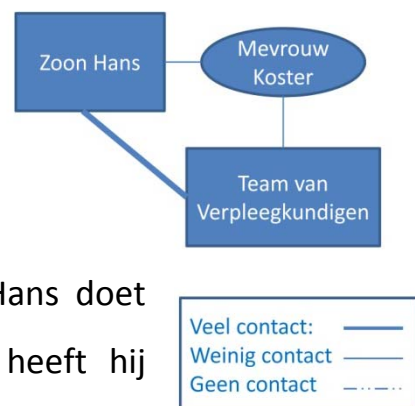 Zoon Hans
Mevrouw
Koster
Team van
Verpleegkundigen
Hans doet
heeft hij
Veel contact:
Weinig contact
Geen contact